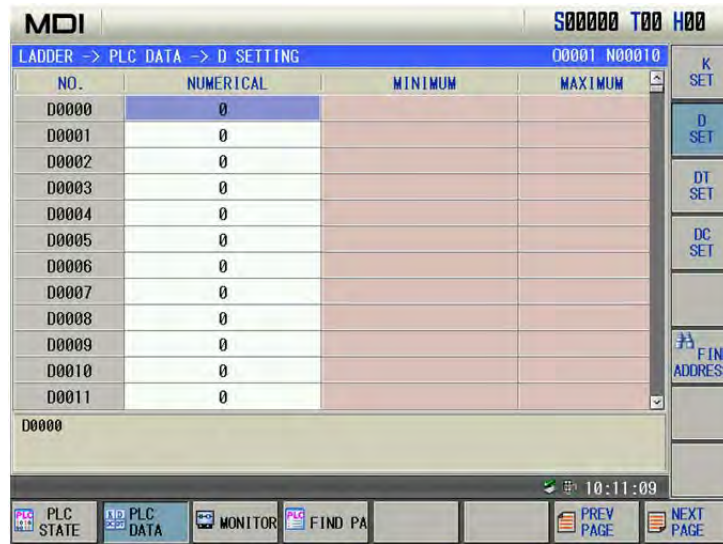 MDI S00000 T00 H00
LADDER -> PLC DATA -> D SETTING O0001 N00010
NO. NUMERICAL MINIMUM MAXIMUM
D0000 0
D0001 0
D0002 0
D0003 0
D0004 0
D0005 0
D0006 0
D0007 0
D0008 0
D0009 0
D0010 0
D0011 0
D0000
10:11:09
K
SET
D
SET
DT
SET
DC
SET
FIN
ADDRES
PLC
STATE
PLC
DATA
MONITOR
FIND PA
PREV
PAGE
NEXT
PAGE